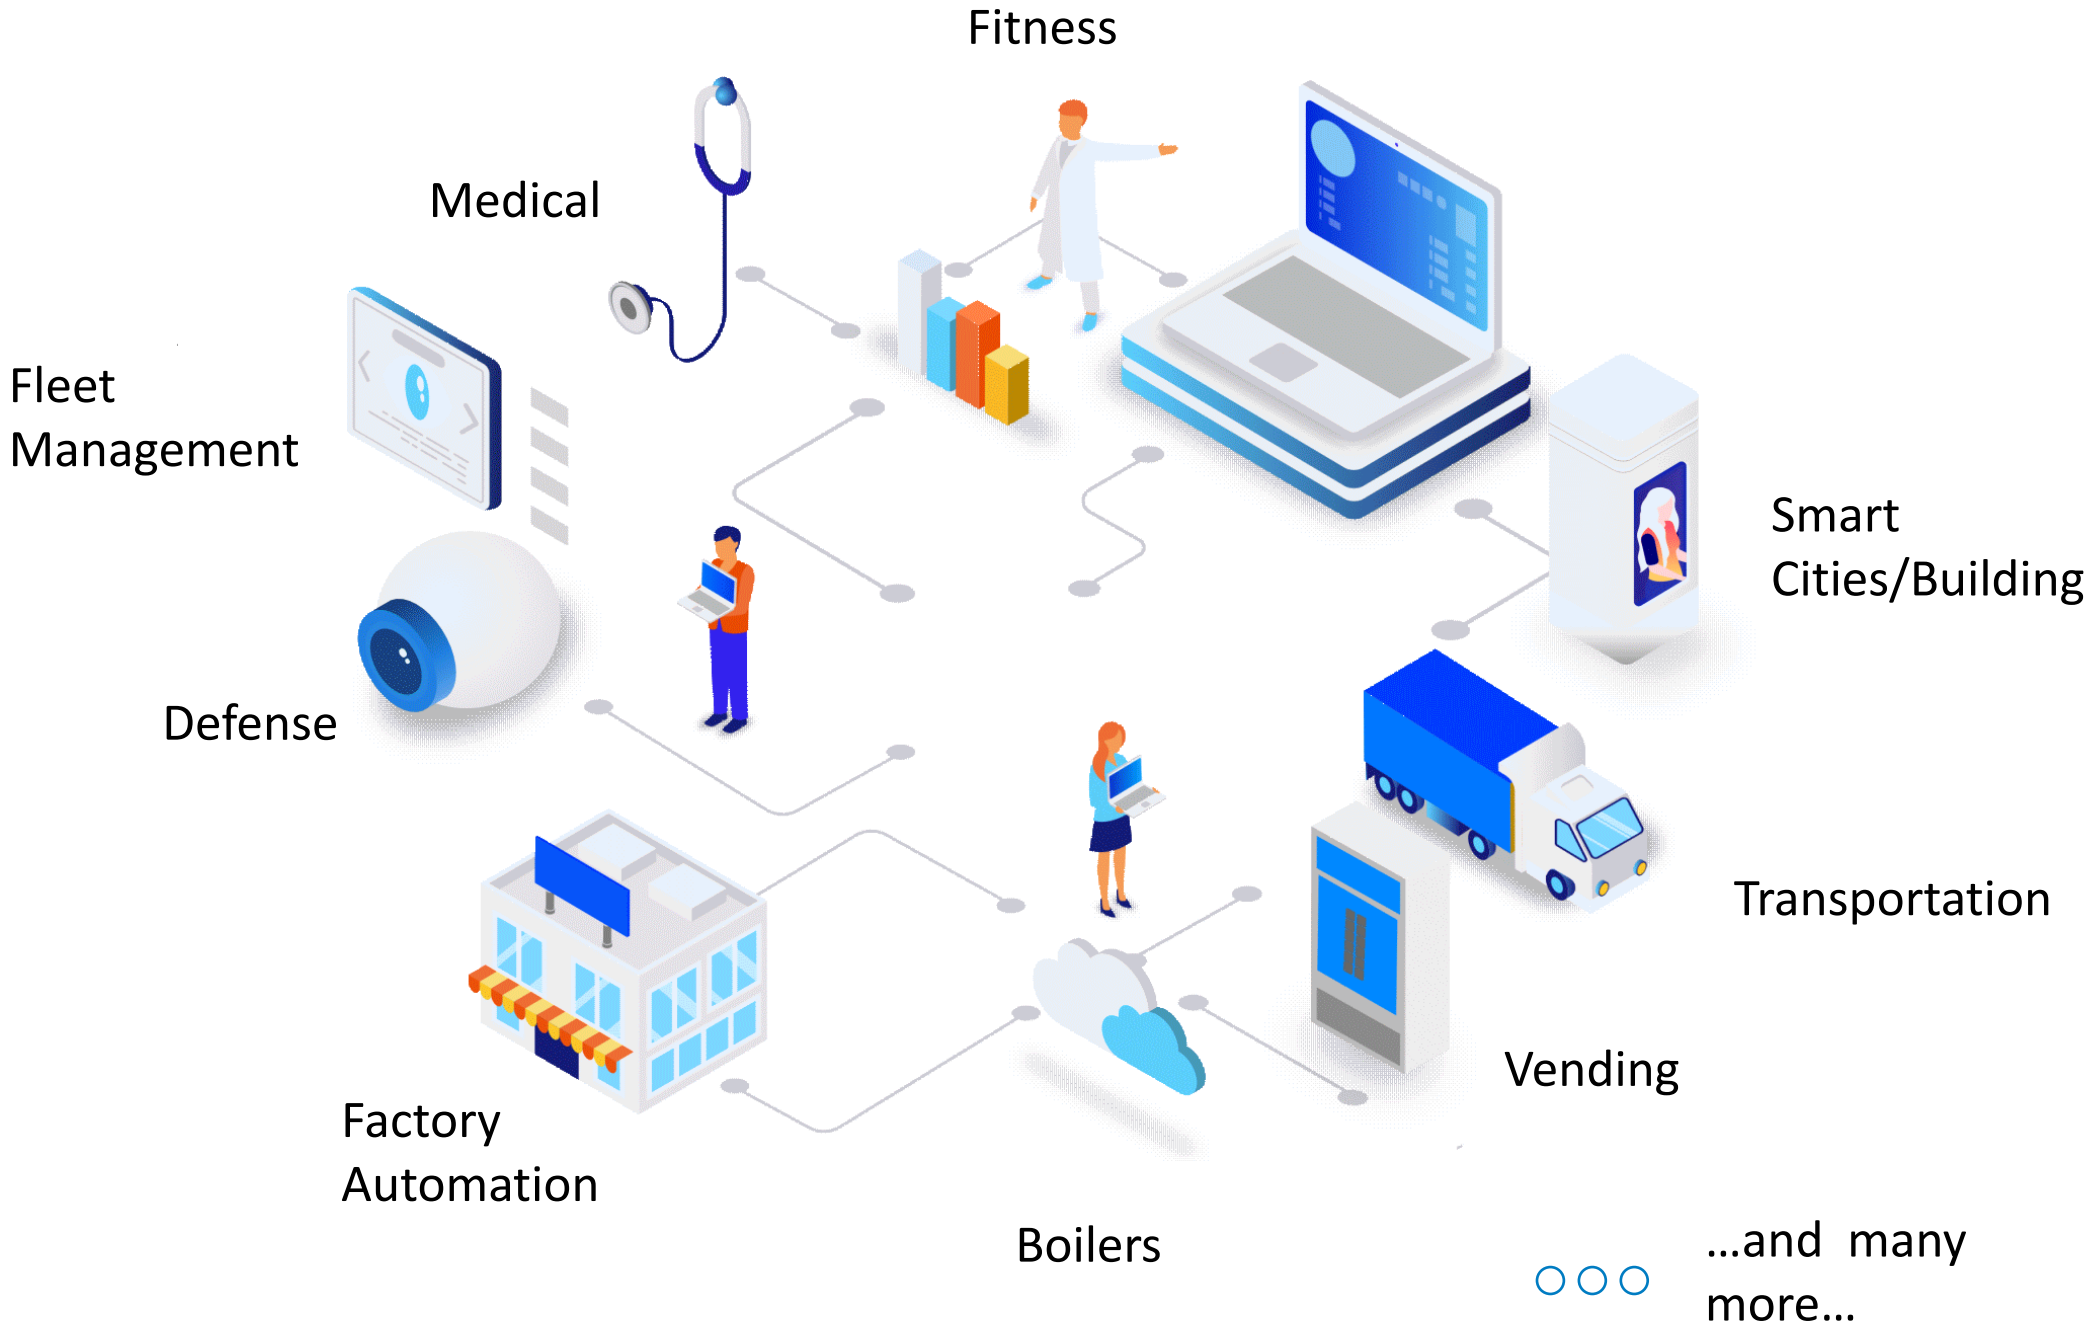 Fitness
Medical
Fleet
Management
Smart
Cities/Building
Defense
Transportation
Vending
Factory
Automation
Boilers
...and many
more...